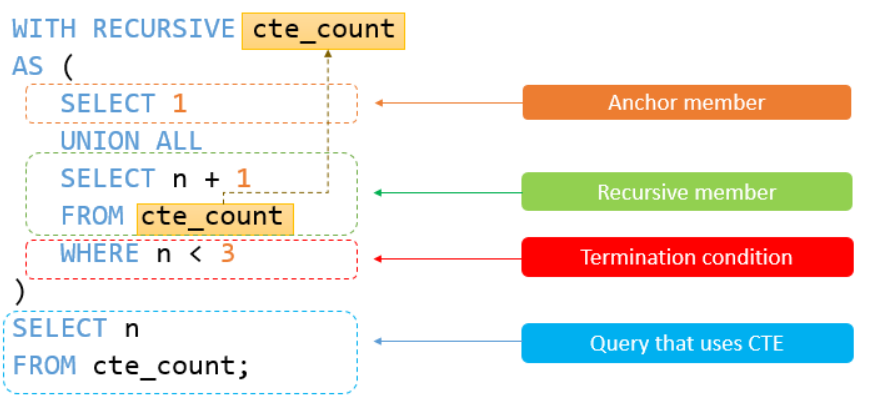 WITH RECURSIVE cte_count
AS (
SELECT 1
Anchor member
UNION ALL
SELECT n + 1
Recursive member
FROM cte_count
WHERE n < 3
Termination condition
)
SELECT n
Query that uses CTE
FROM cte_count;